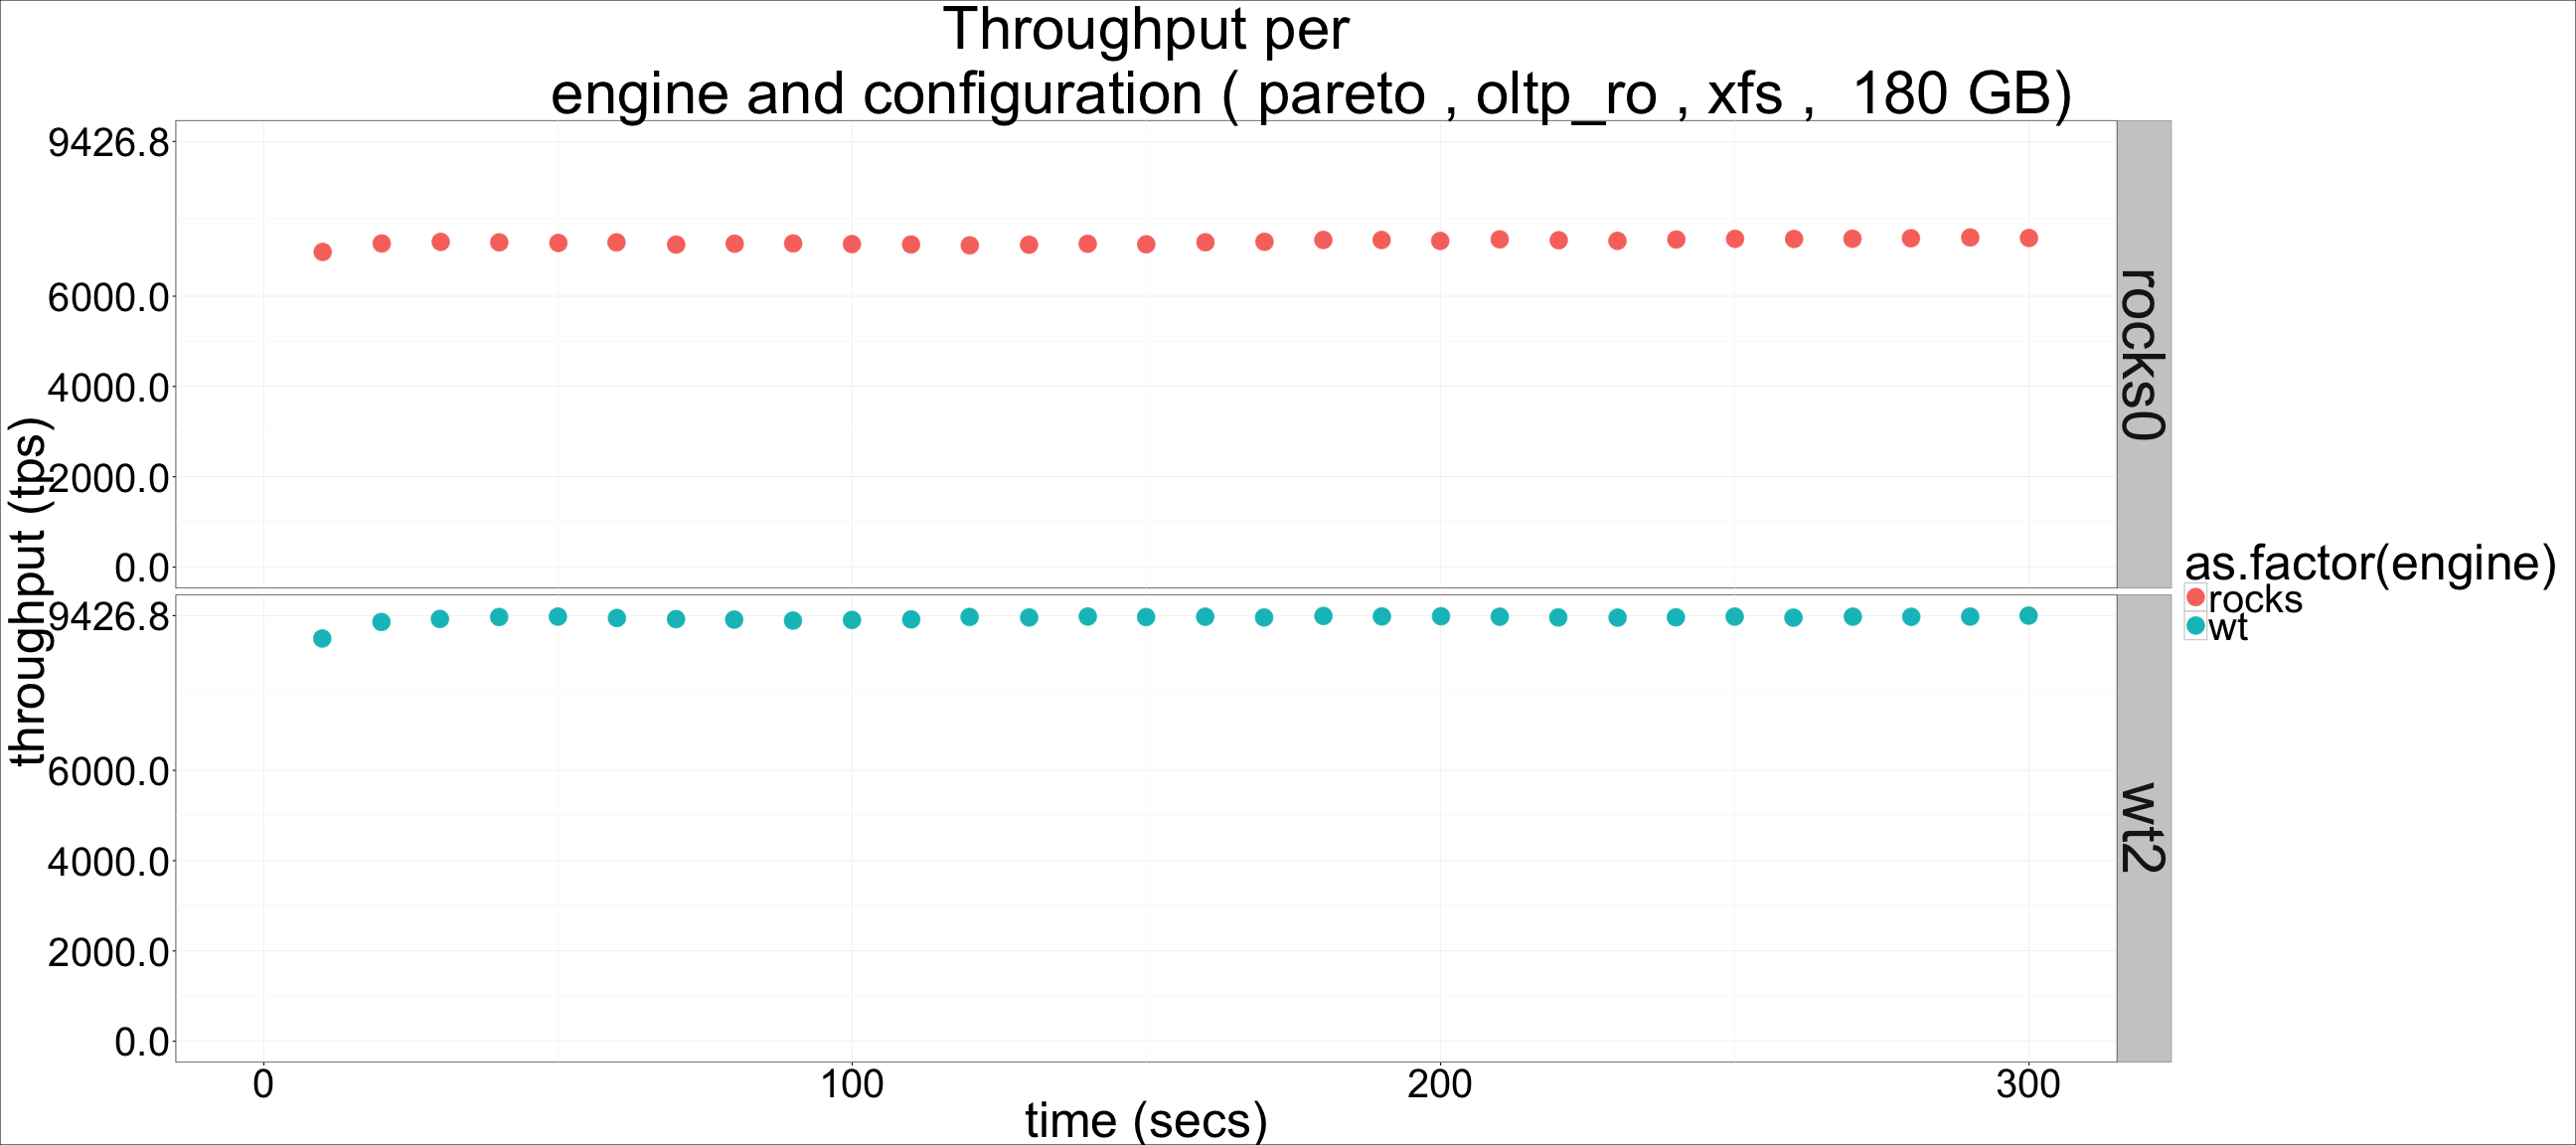 Throughput per
engine and configuration ( pareto , oltp_ro , xfs ,  180 GB)
throughput (tps)
9426.8
6000.0
4000.0
2000.0
0.0
rocks0
9426.8
6000.0
4000.0
2000.0
0.0
wt2
0 100 200 300
time (secs)
as.factor(engine)
rocks
wt